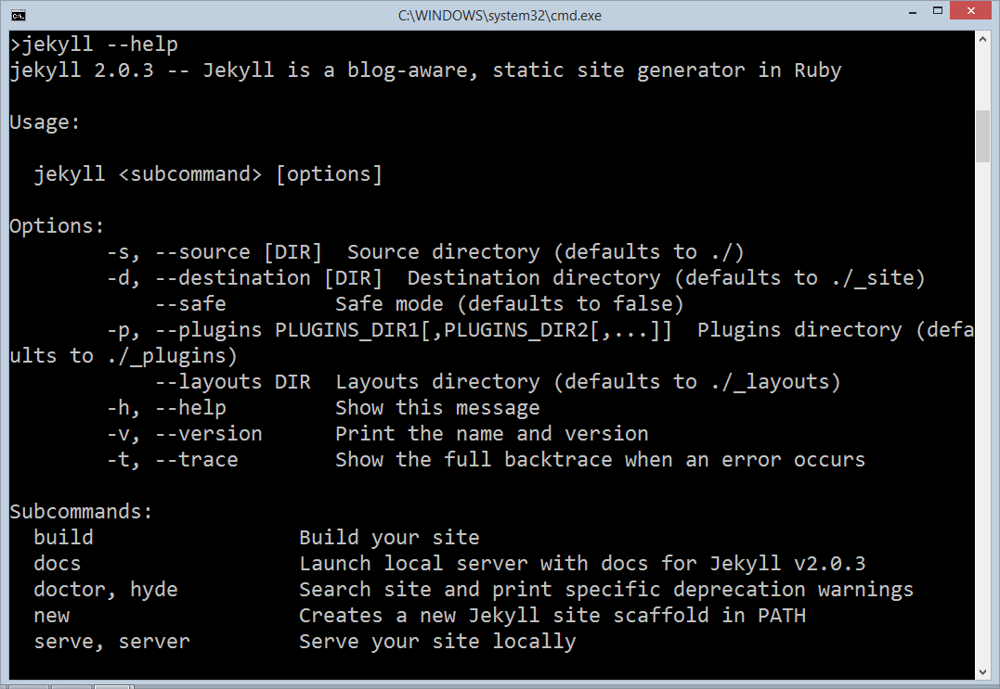 C:\WINDOWS\system32\cmd.exe
>jekyll --help
jekyll 2.0.3 -- Jekyll is a blog-aware, static site generator in Ruby
Usage:
jekyll <subcommand> [options]
Options:
-s, --source [DIR]  Source directory (defaults to ./)
-d, --destination [DIR]  Destination directory (defaults to ./_site)
--safe         Safe mode (defaults to false)
-p, --plugins PLUGINS_DIR1[,PLUGINS_DIR2[,...]]  Plugins directory (defa
ults to ./_plugins)
--layouts DIR  Layouts directory (defaults to ./_layouts)
-h, --help         Show this message
-v, --version      Print the name and version
-t, --trace        Show the full backtrace when an error occurs
Subcommands:
build                 Build your site
docs                  Launch local server with docs for Jekyll v2.0.3
doctor, hyde          Search site and print specific deprecation warnings
new                   Creates a new Jekyll site scaffold in PATH
serve, server         Serve your site locally